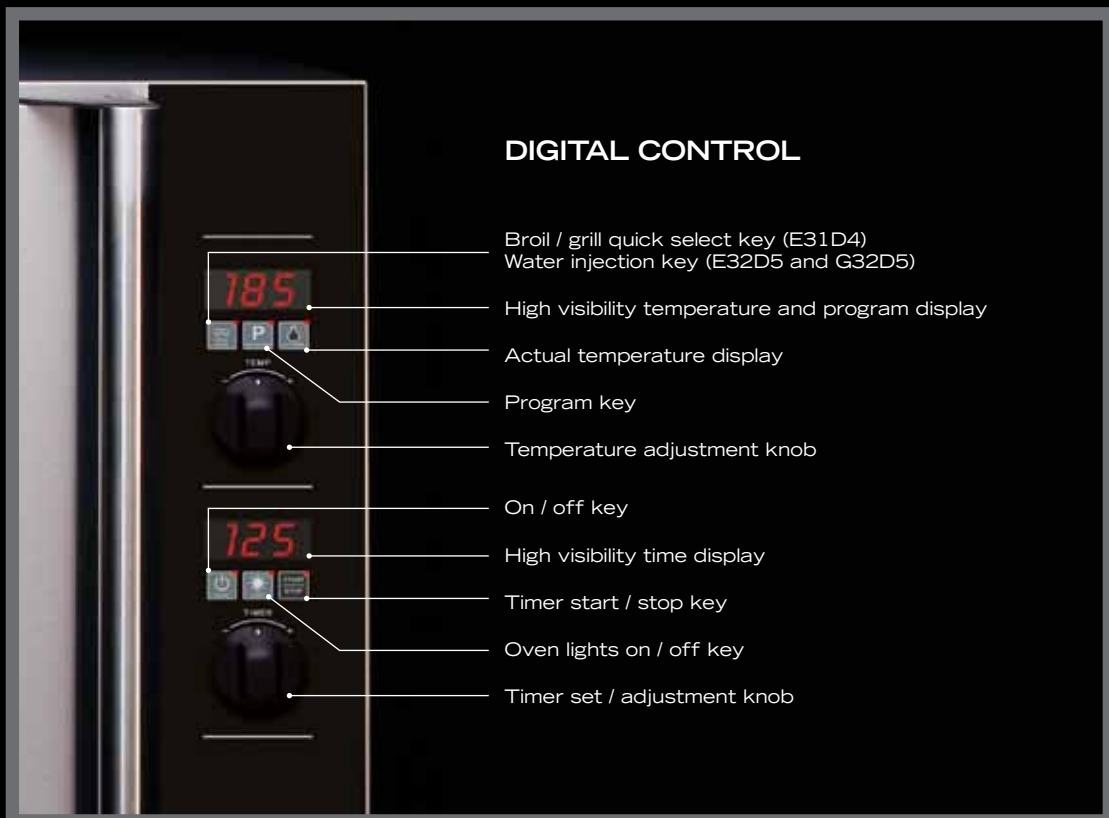 DIGITAL CONTROL
Broil / grill quick select key (E31D4)
Water injection key (E32D5 and G32D5)
185
High visibility temperature and program display
P
Actual temperature display
TEMP
Program key
Temperature adjustment knob
On / off key
125
High visibility time display
START
STOP
Timer start / stop key
TIMER
Oven lights on / off key
Timer set / adjustment knob